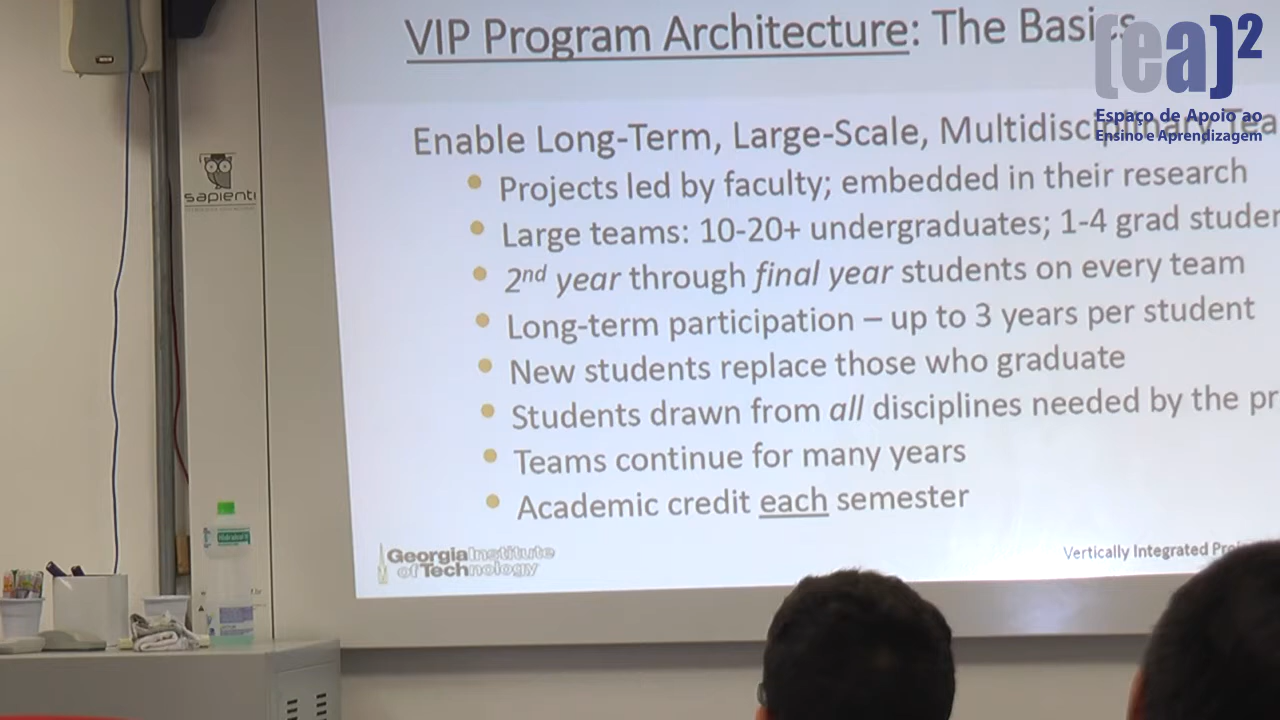 VIP Program Architecture: The Basics
(ea)²
Espaço de Apoio ao
Ensino e Aprendizagem
Enable Long-Term, Large-Scale, Multidisciplinary Tea
Projects led by faculty; embedded in their research
Large teams: 10-20+ undergraduates; 1-4 grad studen
2nd year through final year students on every team
Long-term participation – up to 3 years per student
New students replace those who graduate
Students drawn from all disciplines needed by the pr
Teams continue for many years
Academic credit each semester
Georgia Institute
of Technology
Vertically Integrated Pro
sapienti